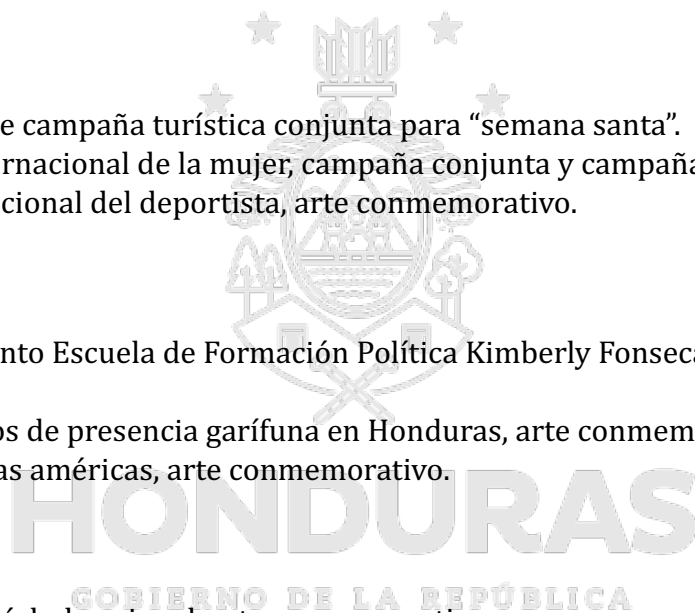 e campaña turística conjunta para “semana santa”.
rnacional de la mujer, campaña conjunta y campaña
cional del deportista, arte conmemorativo.
nto Escuela de Formación Política Kimberly Fonseca
os de presencia garífuna en Honduras, arte conmem
as américas, arte conmemorativo.
HONDURAS
GOBIERNO DE LA REPÚBLICA